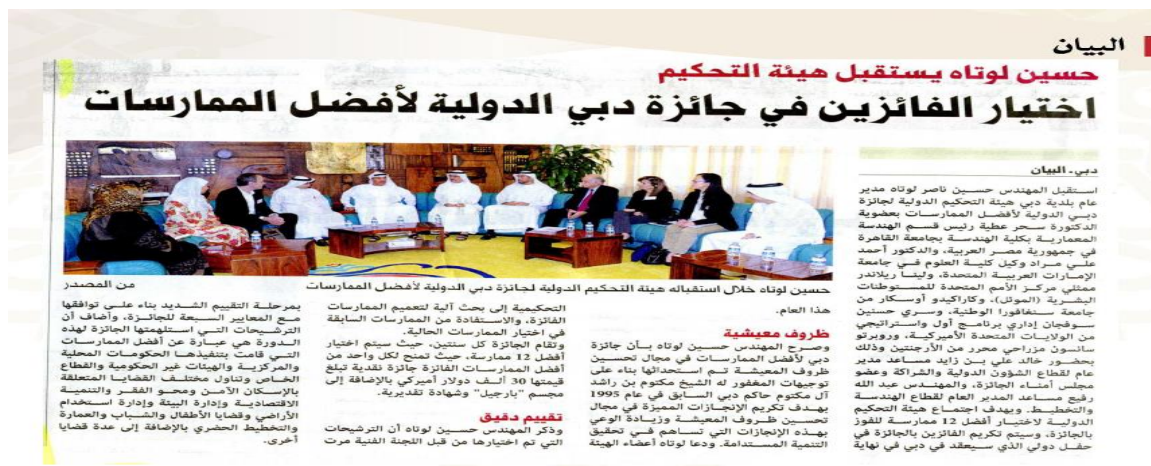 البيان
حسين لوتاه يستقبل هيئة التحكيم
اختيار الفائزين في جائزة دبي الدولية لأفضل الممارسات
دبي - البيان
استقبل المهندس حسين ناصر لوتاه مدير
عام بلدية دبي هيئة التحكيم الدولية لجائزة
دبي الدولية لأفضل الممارسات بعضوية
الدكتورة سحر عطية رئيس قسم الهندسة
المعمارية بكلية الهندسة بجامعة القاهرة
في جمهورية مصر العربية، والدكتور أحمد
علي مراد وكيل كلية العلوم في جامعة
الإمارات العربية المتحدة، ولينا ريلاندر
ممثلي مركز الأمم المتحدة للمستوطنات
البشرية (الموئل)، وكاراكيدو أوسكار من
جامعة سنغافورا الوطنية، وسري حسنين
سوفجان إداري برنامج أول واستراتيجي
من الولايات المتحدة الأميركية، وروبرتو
سانسون مزراحي محرر من الأرجنتين وذلك
بحضور خالد علي بن زايد مساعد مدير
عام لقطاع الشؤون الدولية والشراكة وعضو
مجلس أمناء الجائزة، والمهندس عبد الله
رفيع مساعد المدير العام لقطاع الهندسة
والتخطيط. ويهدف اجتماع هيئة التحكيم
الدولية لاختيار أفضل 12 ممارسة للفوز
بالجائزة، وسيتم تكريم الفائزين بالجائزة في
حفل دولي الذي سيعقد في دبي في نهاية
حسين لوتاه خلال استقباله هيئة التحكيم الدولية لجائزة دبي الدولية لأفضل الممارسات
من المصدر
هذا العام.
ظروف معيشية
وصرح المهندس حسين لوتاه بأن جائزة
دبي لأفضل الممارسات في مجال تحسين
ظروف المعيشة تم استحداثها بناء على
توجيهات المغفور له الشيخ مكتوم بن راشد
آل مكتوم حاكم دبي السابق في عام 1995
بهدف تكريم الإنجازات المميزة في مجال
تحسين ظروف المعيشة وزيادة الوعي
بهذه الإنجازات التي تساهم في تحقيق
التنمية المستدامة. ودعا لوتاه أعضاء الهيئة
التحكيمية إلى بحث آلية لتعميم الممارسات
الفائزة، والاستفادة من الممارسات السابقة
في اختيار الممارسات الحالية.
وتقام الجائزة كل سنتين، حيث سيتم اختيار
أفضل 12 ممارسة، حيث تمنح لكل واحد من
أفضل الممارسات الفائزة جائزة نقدية تبلغ
قيمتها 30 ألف دولار أميركي بالإضافة إلى
مجسم "بارجيل" وشهادة تقديرية.
تقييم دقيق
وذكر المهندس حسين لوتاه أن الترشيحات
التي تم اختيارها من قبل اللجنة الفنية مرت
بمرحلة التقييم الشديد بناء على توافقها
مع المعايير السبعة للجائزة، وأضاف أن
الترشيحات التي استلهمتها الجائزة لهذه
الدورة هي عبارة عن أفضل الممارسات
التي قامت بتنفيذها الحكومات المحلية
والمركزية والهيئات غير الحكومية والقطاع
الخاص وتناول مختلف القضايا المتعلقة
بالإسكان الآمن ومحو الفقر والتنمية
الاقتصادية وإدارة البيئة وإدارة استخدام
الأراضي وقضايا الأطفال والشباب والعمارة
والتخطيط الحضري بالإضافة إلى عدة قضايا
أخرى.